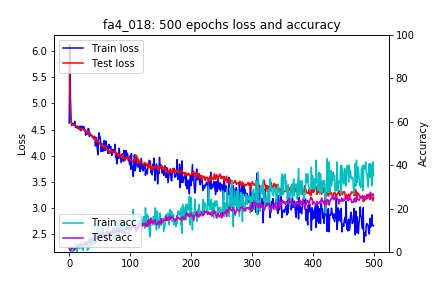 fa4_018: 500 epochs loss and accuracy
Train loss
Test loss
Train acc
Test acc
Loss
6.0
5.5
5.0
4.5
4.0
3.5
3.0
2.5
Accuracy
100
80
60
40
20
0
0 100 200 300 400 500